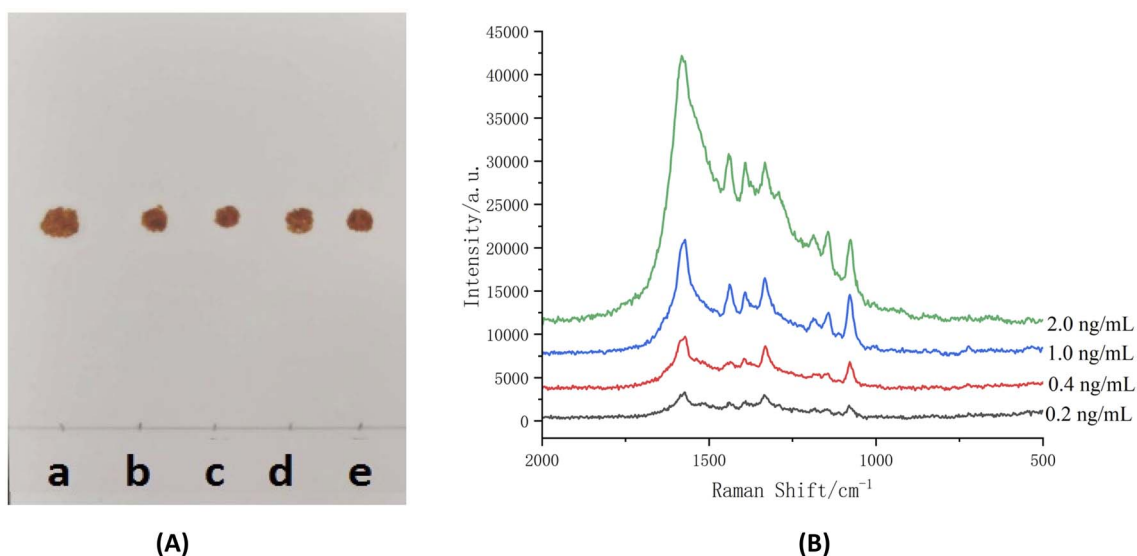 a b c d e
(A)
45000
40000
35000
30000
25000
20000
15000
10000
5000
0
Intensity/a.u.
2.0 ng/mL
1.0 ng/mL
0.4 ng/mL
0.2 ng/mL
2000 1500 1000 500
Raman Shift/cm⁻¹
(B)